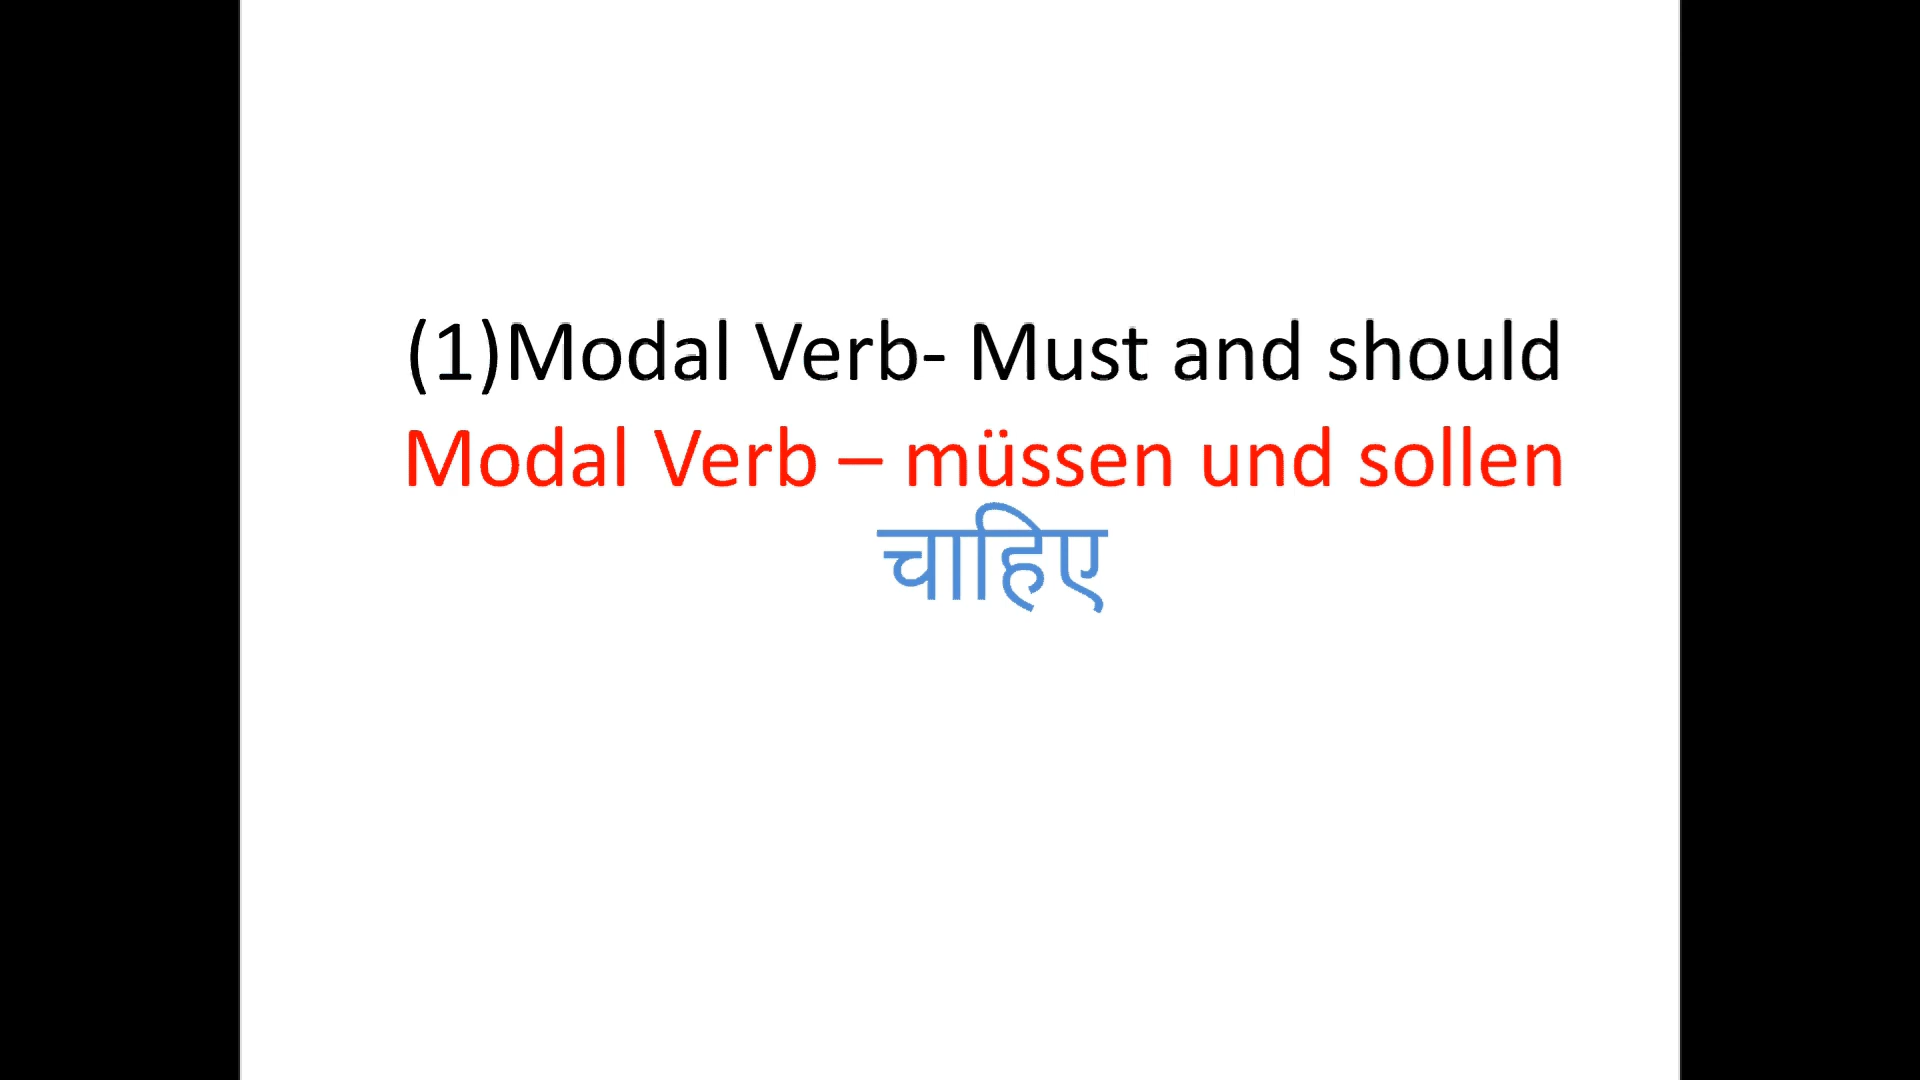 (1)Modal Verb- Must and should
Modal Verb – müssen und sollen
चाहिए